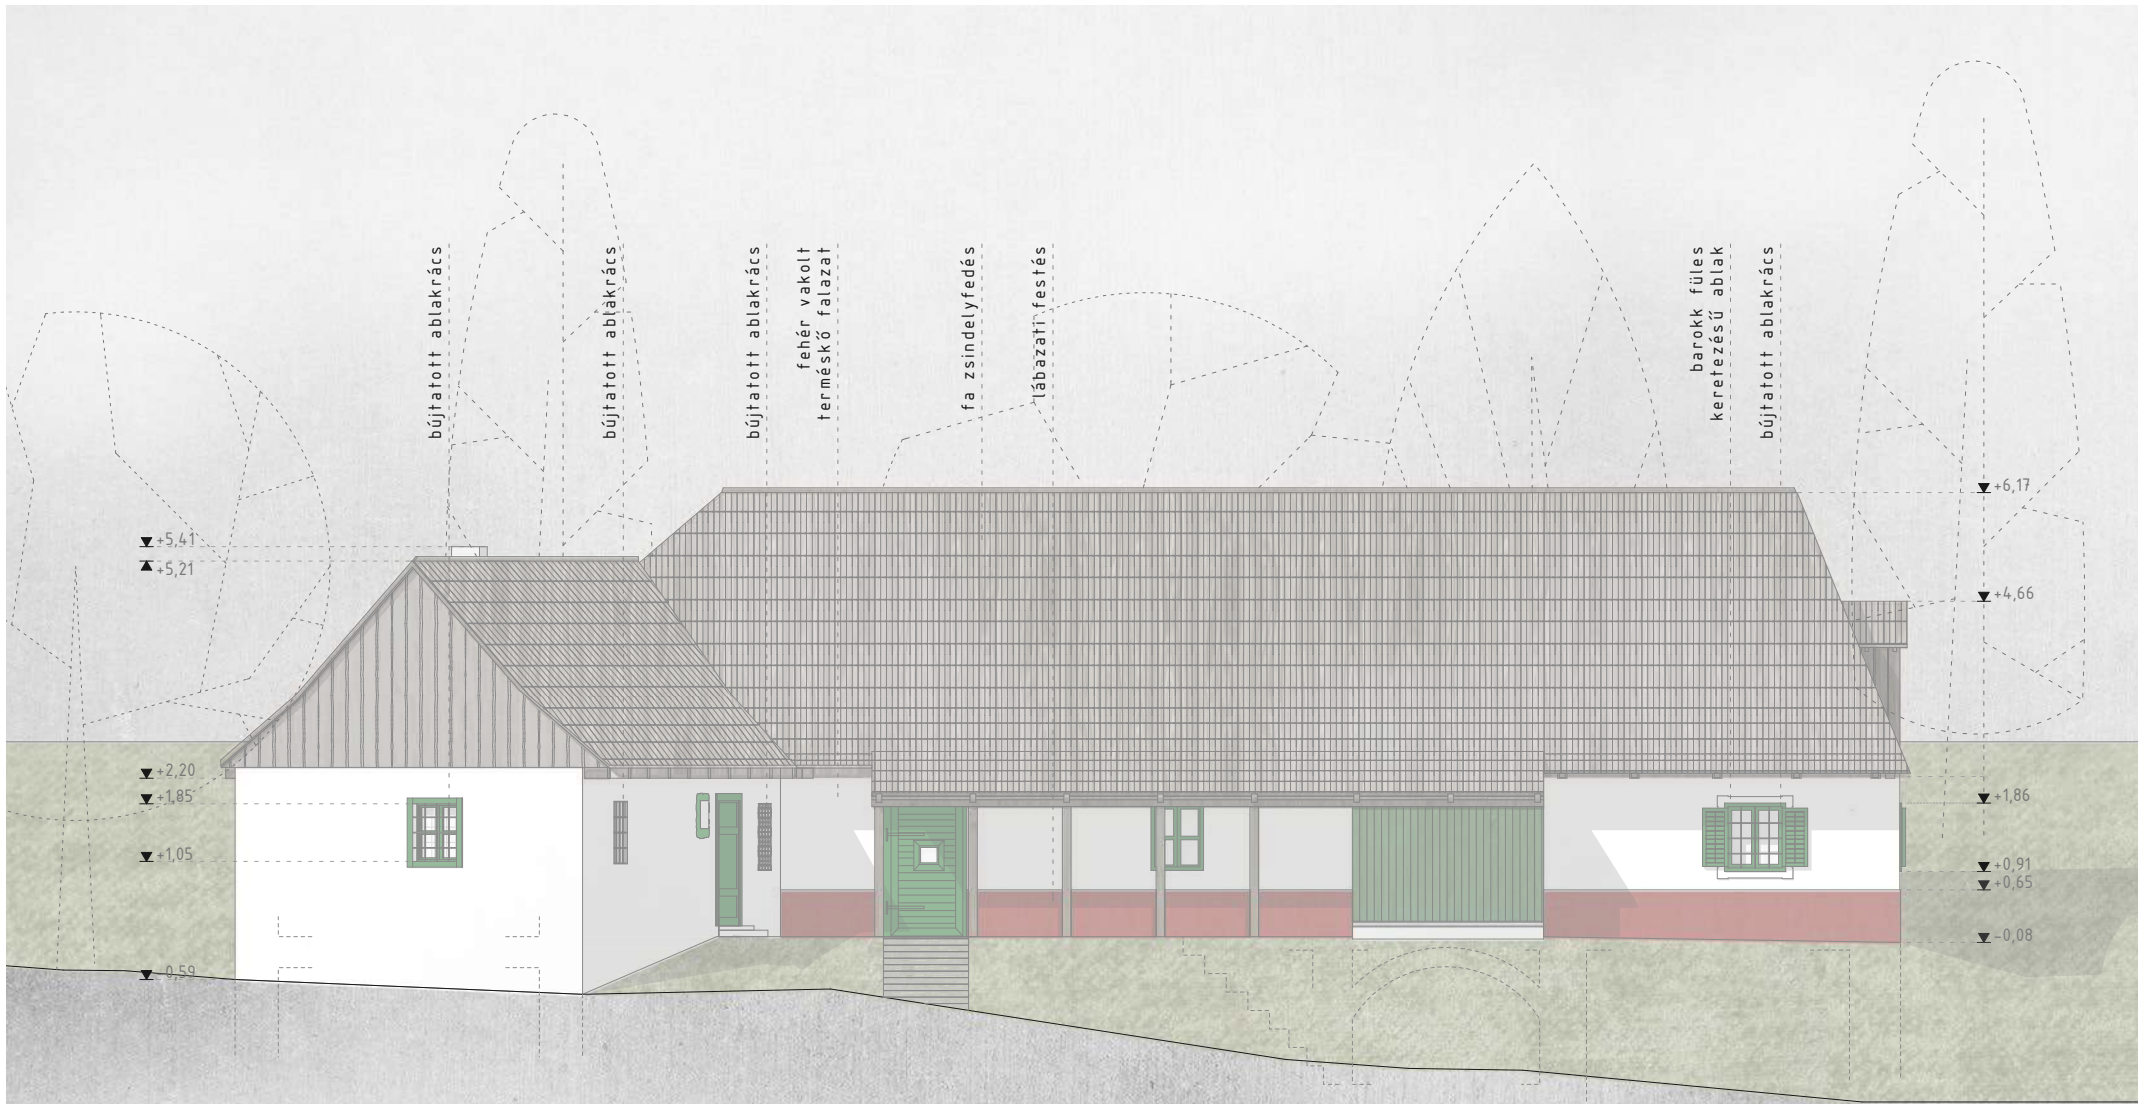 bújtatott ablakrács
bújtatott ablakrács
bújtatott ablakrács
fehér vakolt
terméskő falazat
fa zsindelyfedés
lábazati festés
barokk füles
keretezésű ablak
bújtatott ablakrács
+5,41
+5,21
+2,20
+1,85
+1,05
-0,59
+6,17
+4,66
+1,86
+0,91
+0,65
-0,08